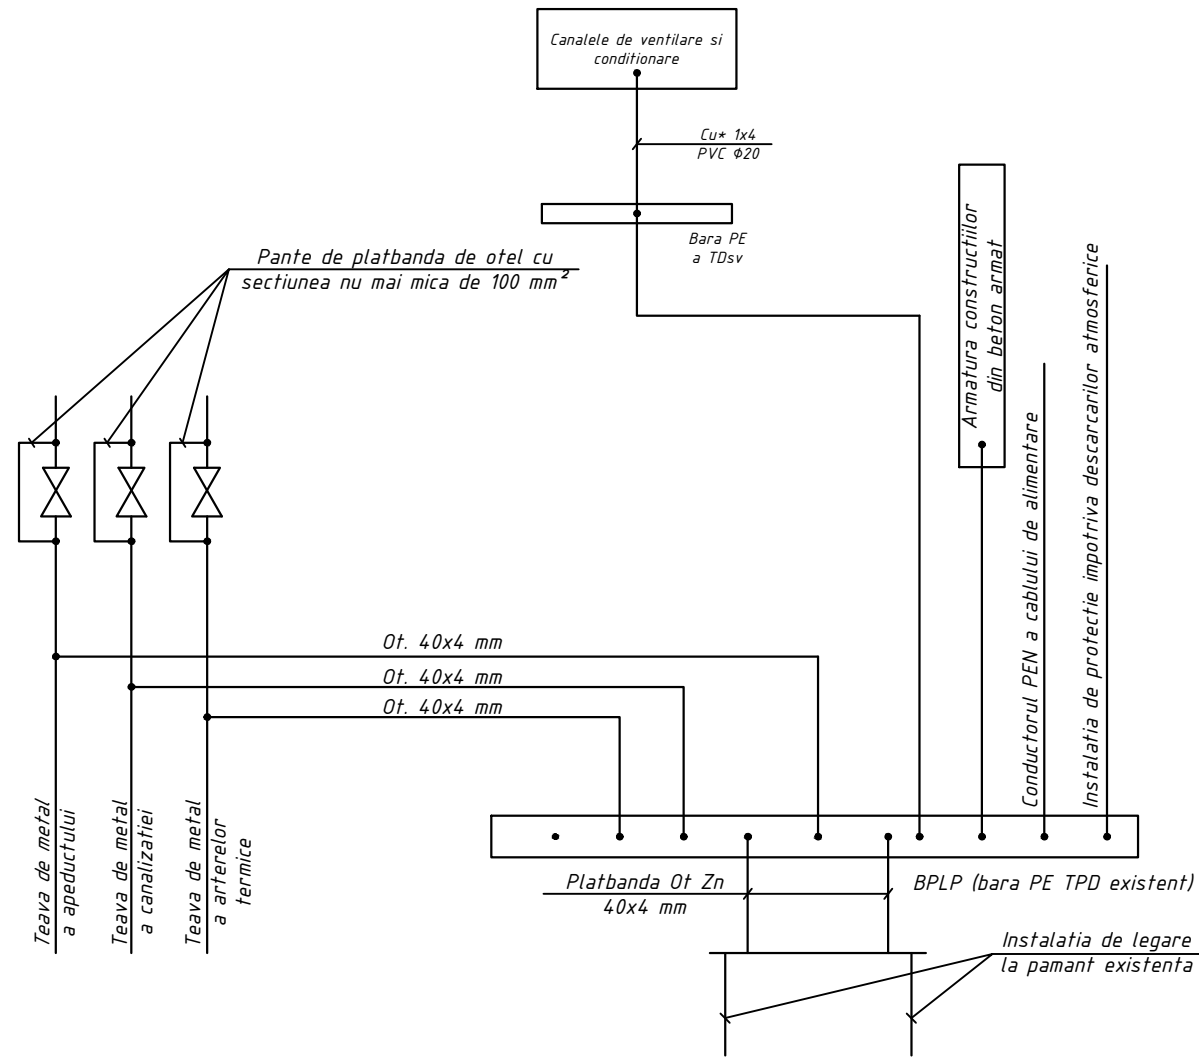 Canalele de ventilare si
conditionare
Cu* 1x4
PVC Φ20
Bara PE
a TDsv
Pante de platbanda de otel cu
sectiunea nu mai mica de 100 mm²
Armatura constructiilor
din beton armat
Conductorul PEN a cablului de alimentare
Instalatia de protectie impotriva descarcarilor atmosferice
Ot. 40x4 mm
Ot. 40x4 mm
Ot. 40x4 mm
Teava de metal
a apeductului
Teava de metal
a canalizatiei
Teava de metal
a arterelor
termice
Platbanda Ot Zn
40x4 mm
BPLP (bara PE TPD existent)
Instalatia de legare
la pamant existenta